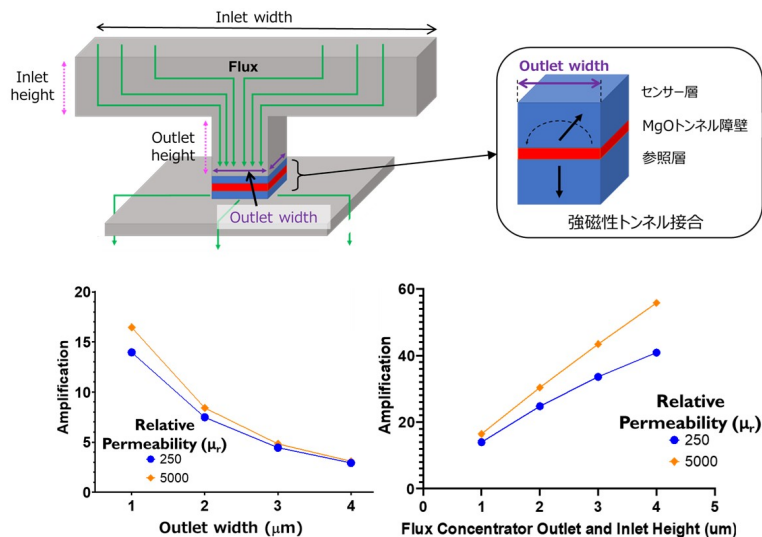 Inlet width
Inlet
height
Flux
Outlet
height
Outlet width
Outlet width
センサー層
MgOトンネル障壁
参照層
強磁性トンネル接合
Amplification
20
15
10
5
0
Relative
Permeability (μr)
250
5000
1 2 3 4
Outlet width (μm)
Amplification
60
40
20
0
Relative
Permeability (μr)
250
5000
0 1 2 3 4 5
Flux Concentrator Outlet and Inlet Height (um)